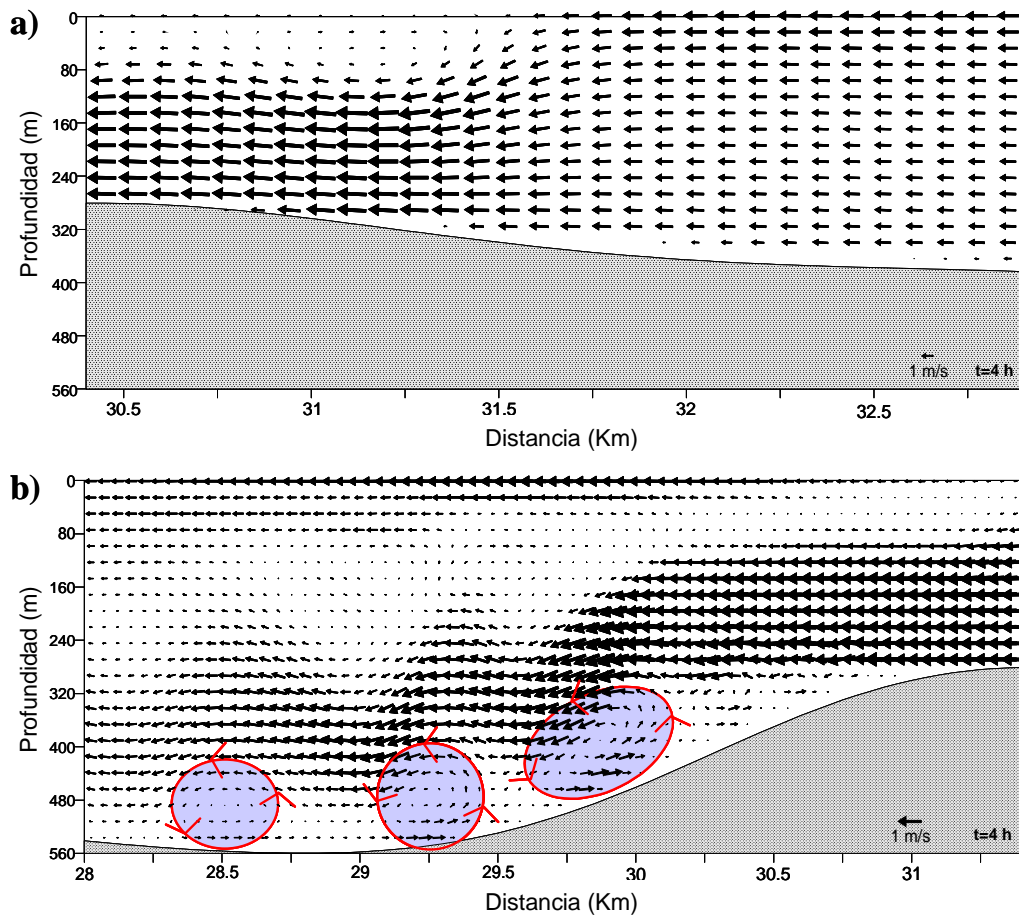 a)
0
80
160
240
320
400
480
560
Profundidad (m)
1 m/s t=4 h
30.5 31 31.5 32 32.5
Distancia (Km)
b)
0
80
160
240
320
400
480
560
Profundidad (m)
1 m/s t=4 h
28 28.5 29 29.5 30 30.5 31
Distancia (Km)